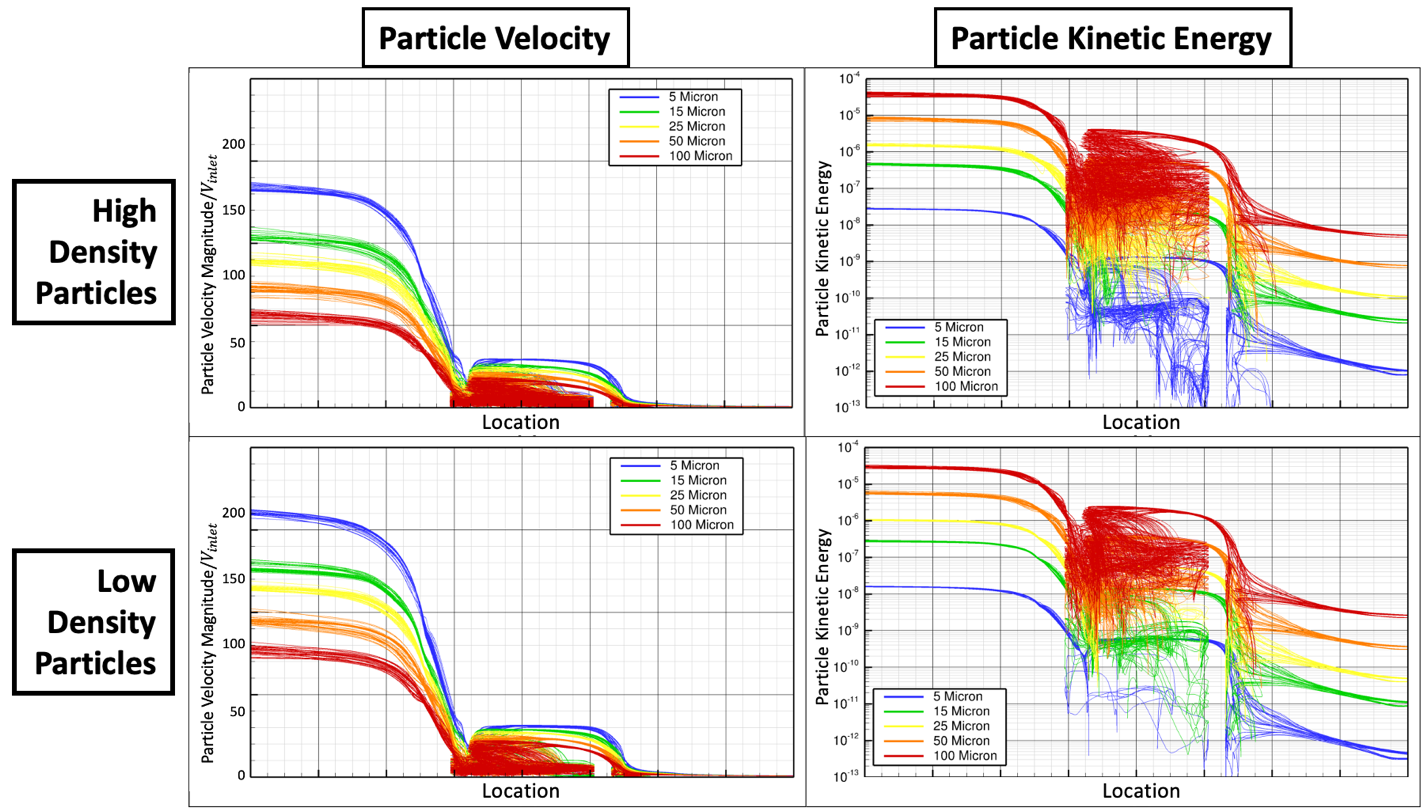 Particle Velocity
Particle Kinetic Energy
High
Density
Particles
Particle Velocity Magnitude/V_inlet
200
150
100
50
0
5 Micron
15 Micron
25 Micron
50 Micron
100 Micron
Location
Particle Kinetic Energy
10^-4
10^-5
10^-6
10^-7
10^-8
10^-9
10^-10
10^-11
10^-12
10^-13
5 Micron
15 Micron
25 Micron
50 Micron
100 Micron
Location
Low
Density
Particles
Particle Velocity Magnitude/V_inlet
200
150
100
50
0
5 Micron
15 Micron
25 Micron
50 Micron
100 Micron
Location
Particle Kinetic Energy
10^-4
10^-5
10^-6
10^-7
10^-8
10^-9
10^-10
10^-11
10^-12
10^-13
5 Micron
15 Micron
25 Micron
50 Micron
100 Micron
Location